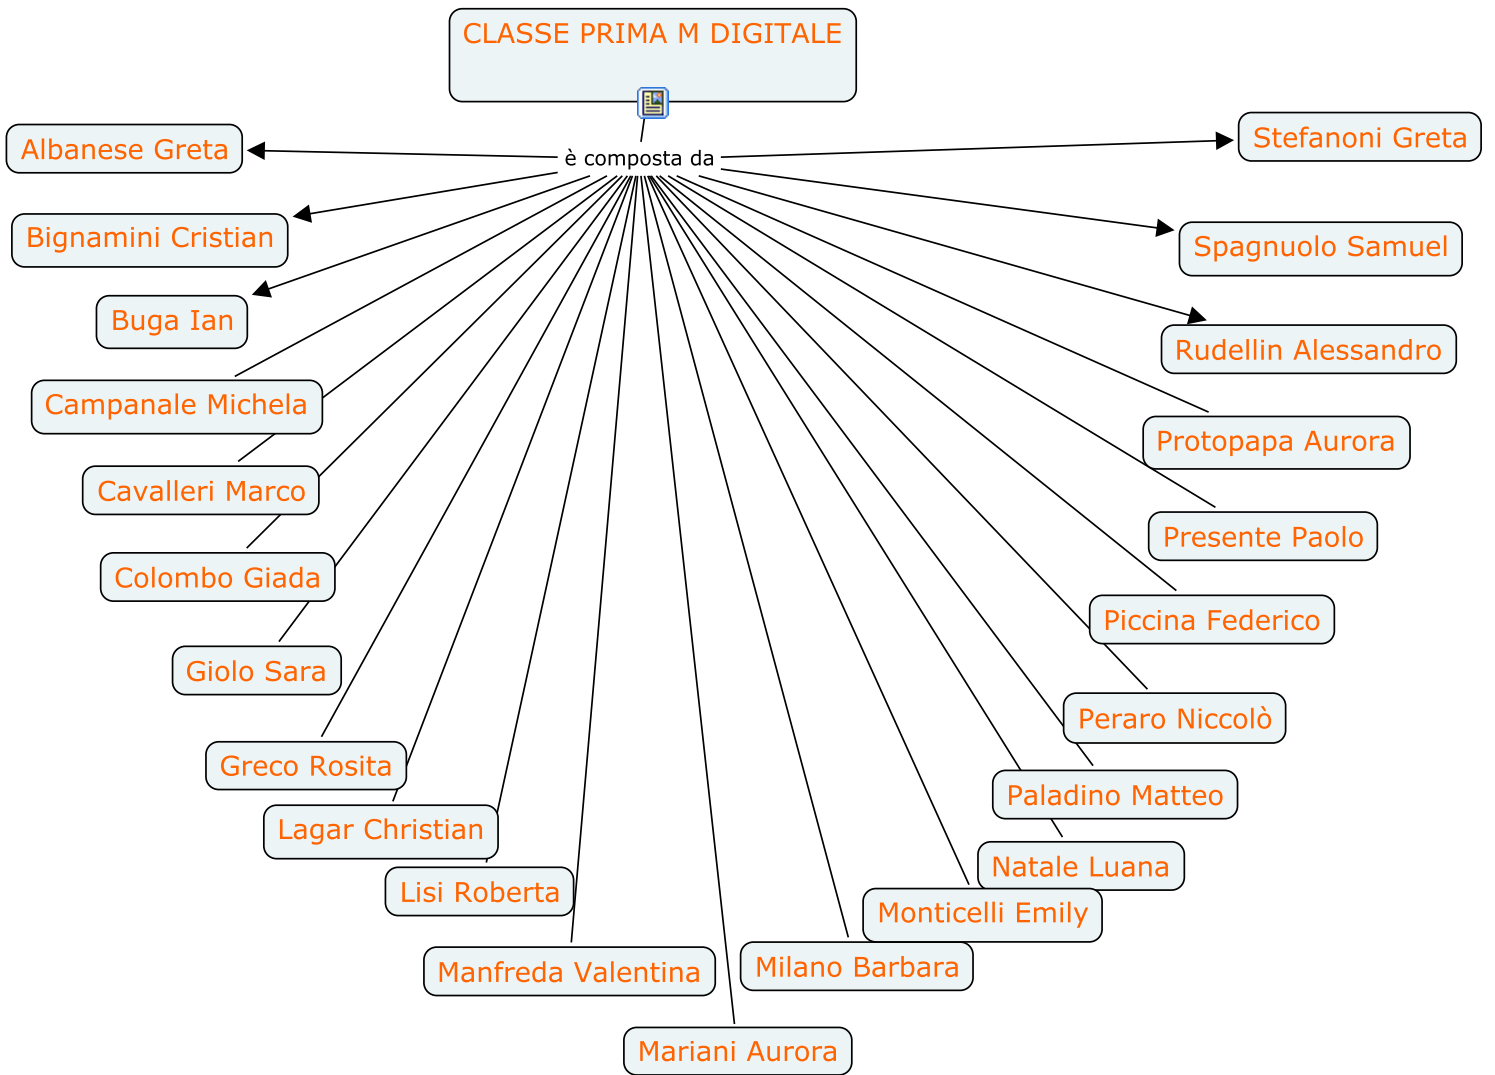 CLASSE PRIMA M DIGITALE
è composta da
Albanese Greta
Bignamini Cristian
Buga Ian
Campanale Michela
Cavalleri Marco
Colombo Giada
Giolo Sara
Greco Rosita
Lagar Christian
Lisi Roberta
Manfreda Valentina
Mariani Aurora
Milano Barbara
Monticelli Emily
Natale Luana
Paladino Matteo
Peraro Niccolò
Piccina Federico
Presente Paolo
Protopapa Aurora
Rudellin Alessandro
Spagnuolo Samuel
Stefanoni Greta